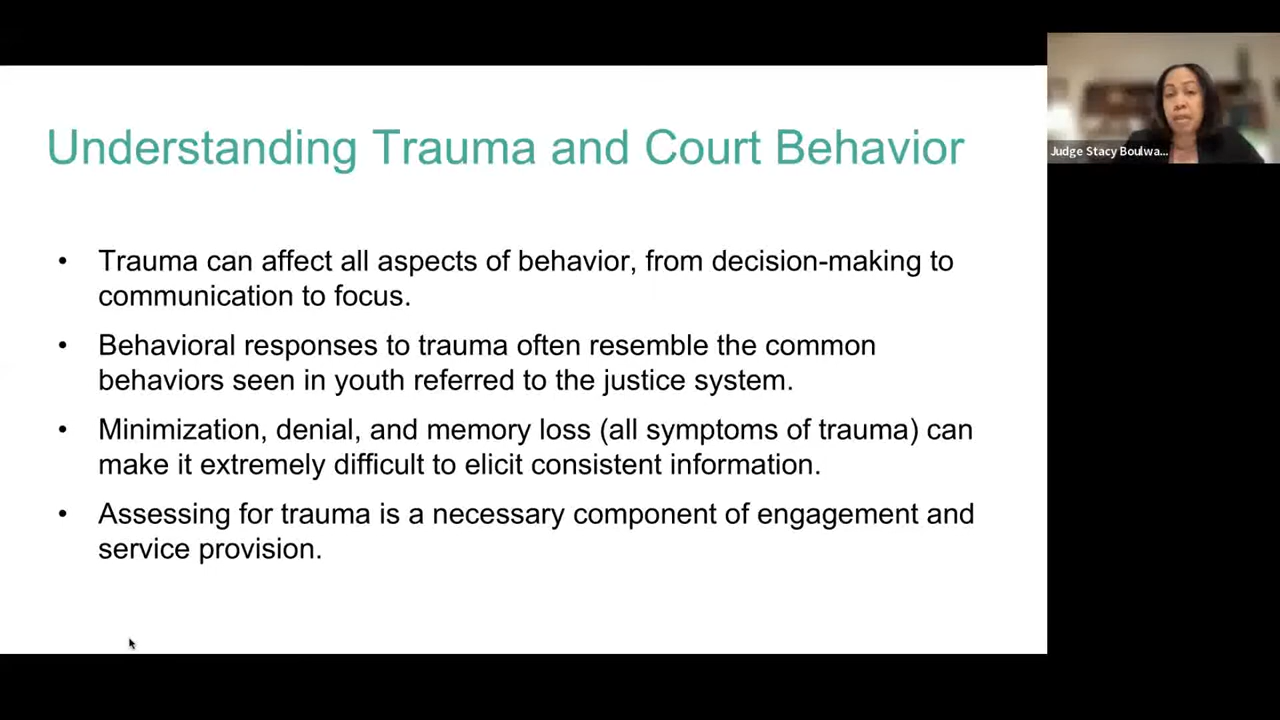 Understanding Trauma and Court Behavior
Judge Stacy Boulwa...
• Trauma can affect all aspects of behavior, from decision-making to
communication to focus.
• Behavioral responses to trauma often resemble the common
behaviors seen in youth referred to the justice system.
• Minimization, denial, and memory loss (all symptoms of trauma) can
make it extremely difficult to elicit consistent information.
• Assessing for trauma is a necessary component of engagement and
service provision.